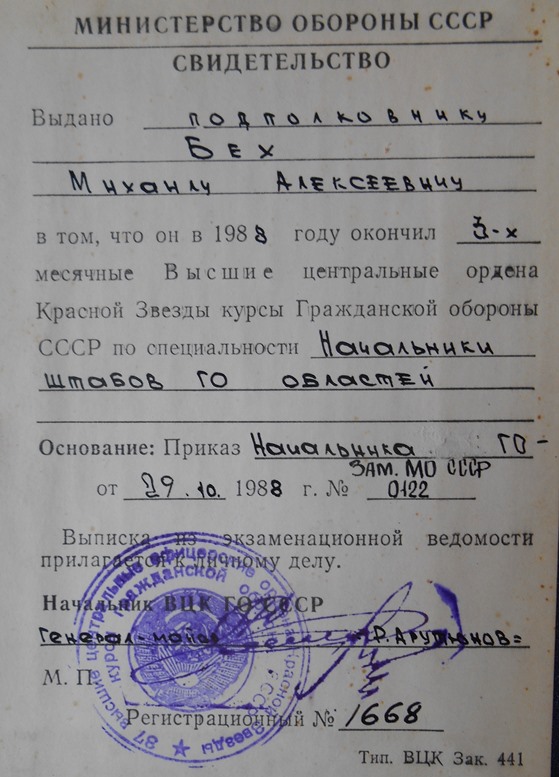 МИНИСТЕРСТВО ОБОРОНЫ СССР
СВИДЕТЕЛЬСТВО
Выдано подполковнику
Бех
Михаилу Алексеевичу
в том, что он в 1988 году окончил 3-х
месячные Высшие центральные ордена
Красной Звезды курсы Гражданской обороны
СССР по специальности Начальники
штабов ГО областей
Основание: Приказ Начальника ГО-
ЗАМ. МО СССР
от 29.10. 1988 г. № 0122
Выписка из экзаменационной ведомости
прилагается к личному делу.
Начальник ВЦК ГО СССР
Генерал-майор Р. Арутюнов
М. П.
Регистрационный № 1668
Тип. ВЦК Зак. 441